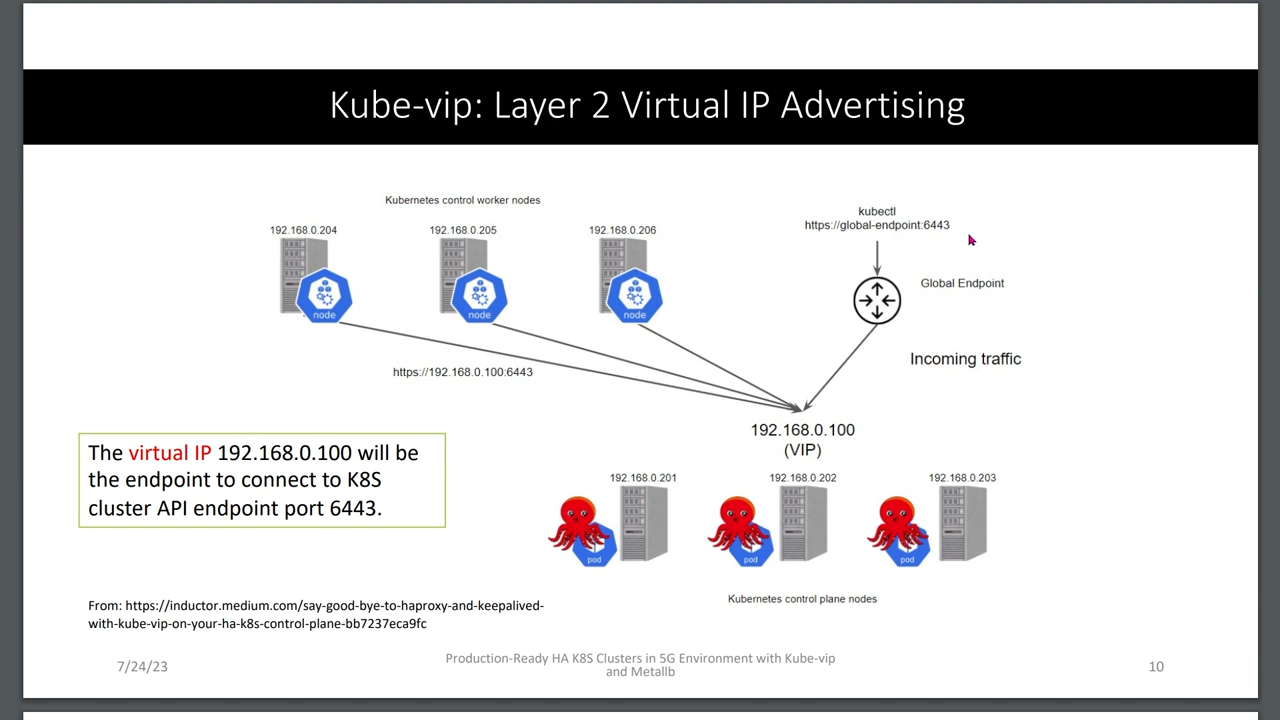 Kube-vip: Layer 2 Virtual IP Advertising
Kubernetes control worker nodes
192.168.0.204
192.168.0.205
192.168.0.206
node
node
node
kubectl
https://global-endpoint:6443
Global Endpoint
Incoming traffic
https://192.168.0.100:6443
192.168.0.100
(VIP)
The virtual IP 192.168.0.100 will be
the endpoint to connect to K8S
cluster API endpoint port 6443.
192.168.0.201
192.168.0.202
192.168.0.203
pod
pod
pod
Kubernetes control plane nodes
From: https://inductor.medium.com/say-good-bye-to-haproxy-and-keepalived-
with-kube-vip-on-your-ha-k8s-control-plane-bb7237eca9fc
7/24/23
Production-Ready HA K8S Clusters in 5G Environment with Kube-vip
and Metallb
10